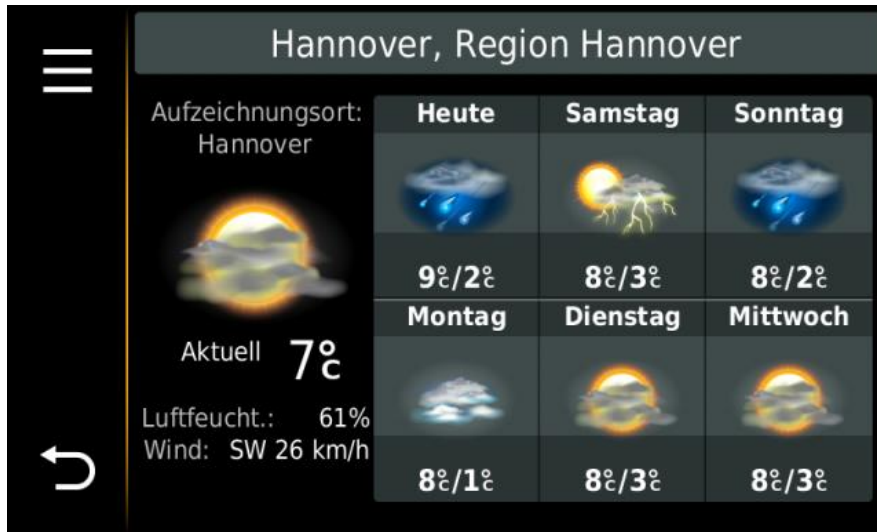 Hannover, Region Hannover
Aufzeichnungsort:
Hannover
Aktuell 7°C
Luftfeucht.: 61%
Wind: SW 26 km/h
Heute Samstag Sonntag
9°C/2°C 8°C/3°C 8°C/2°C
Montag Dienstag Mittwoch
8°C/1°C 8°C/3°C 8°C/3°C